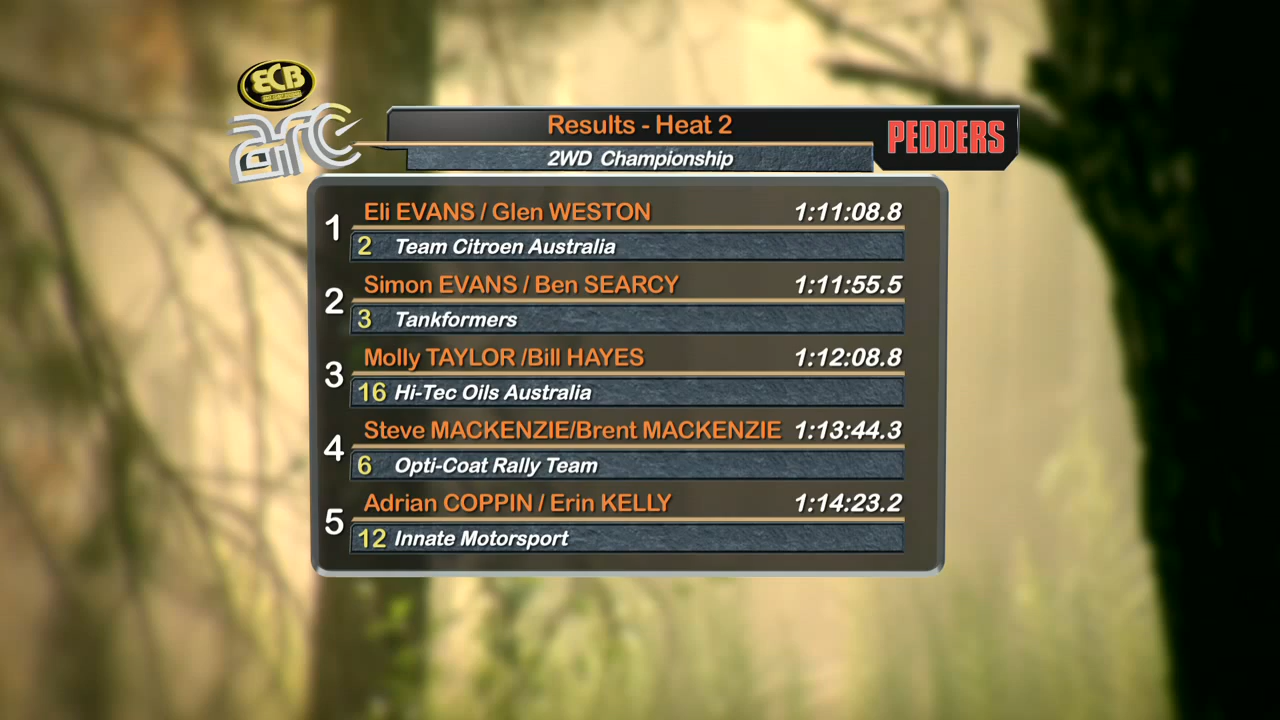 ECB
arc
Results - Heat 2
PEDDERS
2WD Championship
1
Eli EVANS / Glen WESTON 1:11:08.8
2 Team Citroen Australia
2
Simon EVANS / Ben SEARCY 1:11:55.5
3 Tankformers
3
Molly TAYLOR /Bill HAYES 1:12:08.8
16 Hi-Tec Oils Australia
4
Steve MACKENZIE/Brent MACKENZIE 1:13:44.3
6 Opti-Coat Rally Team
5
Adrian COPPIN / Erin KELLY 1:14:23.2
12 Innate Motorsport